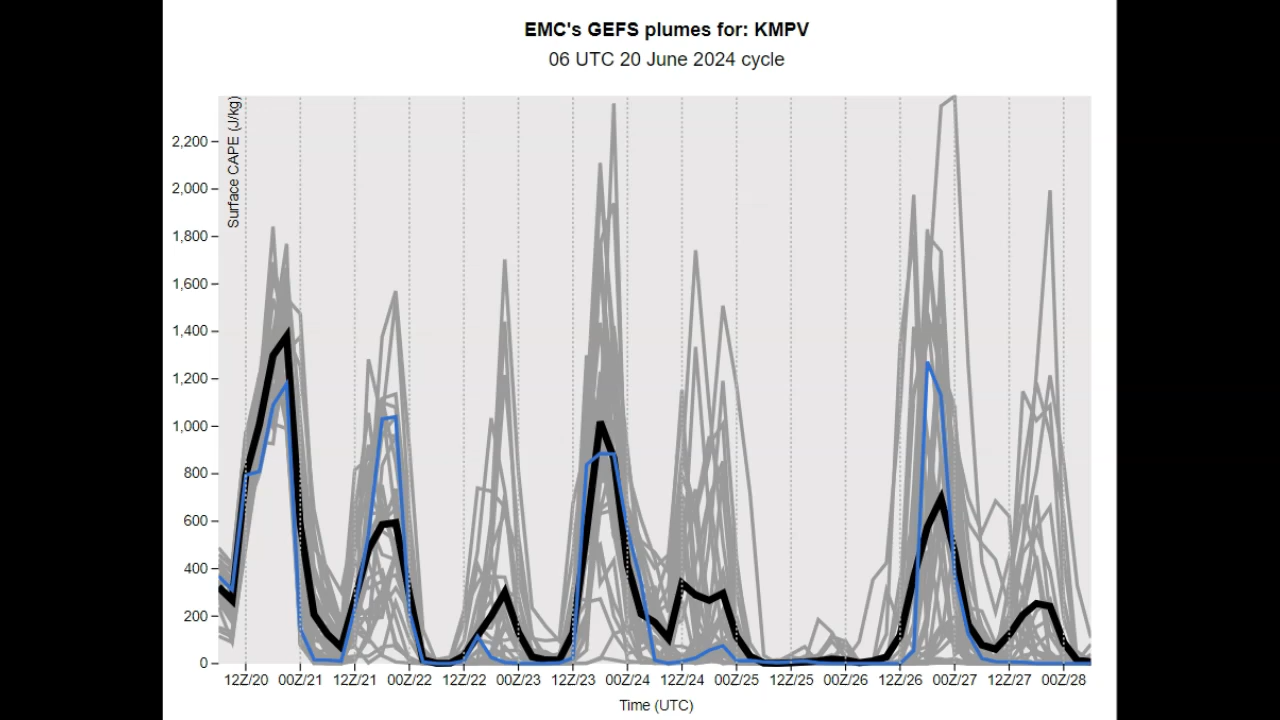 EMC's GEFS plumes for: KMPV
06 UTC 20 June 2024 cycle
Surface CAPE (J/kg)
2,200
2,000
1,800
1,600
1,400
1,200
1,000
800
600
400
200
0
12Z/20 00Z/21 12Z/21 00Z/22 12Z/22 00Z/23 12Z/23 00Z/24 12Z/24 00Z/25 12Z/25 00Z/26 12Z/26 00Z/27 12Z/27 00Z/28
Time (UTC)